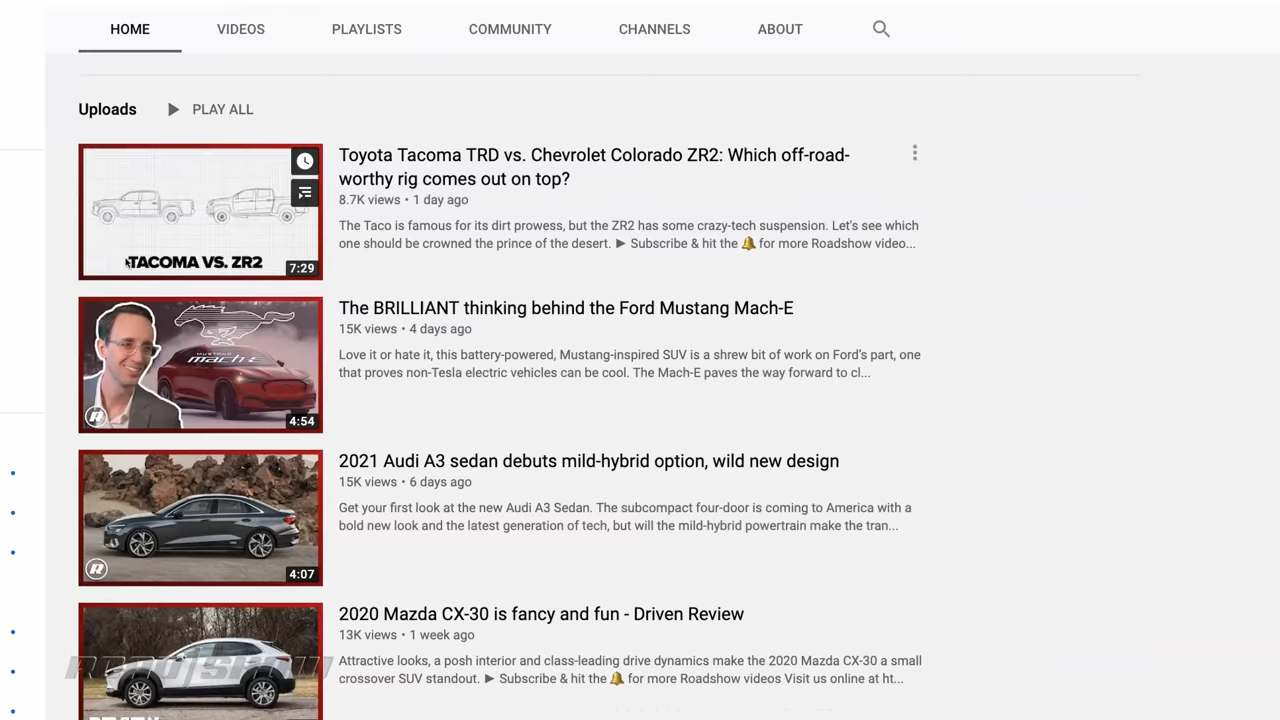 HOME VIDEOS PLAYLISTS COMMUNITY CHANNELS ABOUT
Uploads PLAY ALL
TACOMA VS. ZR2
7:29
Toyota Tacoma TRD vs. Chevrolet Colorado ZR2: Which off-road-
worthy rig comes out on top?
8.7K views • 1 day ago
The Taco is famous for its dirt prowess, but the ZR2 has some crazy-tech suspension. Let's see which
one should be crowned the prince of the desert. ► Subscribe & hit the 🔔 for more Roadshow video...
MUSTANG
mach-E
R
4:54
The BRILLIANT thinking behind the Ford Mustang Mach-E
15K views • 4 days ago
Love it or hate it, this battery-powered, Mustang-inspired SUV is a shrew bit of work on Ford's part, one
that proves non-Tesla electric vehicles can be cool. The Mach-E paves the way forward to cl...
R
4:07
2021 Audi A3 sedan debuts mild-hybrid option, wild new design
15K views • 6 days ago
Get your first look at the new Audi A3 Sedan. The subcompact four-door is coming to America with a
bold new look and the latest generation of tech, but will the mild-hybrid powertrain make the tran...
ROADSHOW
2020 Mazda CX-30 is fancy and fun - Driven Review
13K views • 1 week ago
Attractive looks, a posh interior and class-leading drive dynamics make the 2020 Mazda CX-30 a small
crossover SUV standout. ► Subscribe & hit the 🔔 for more Roadshow videos Visit us online at ht...